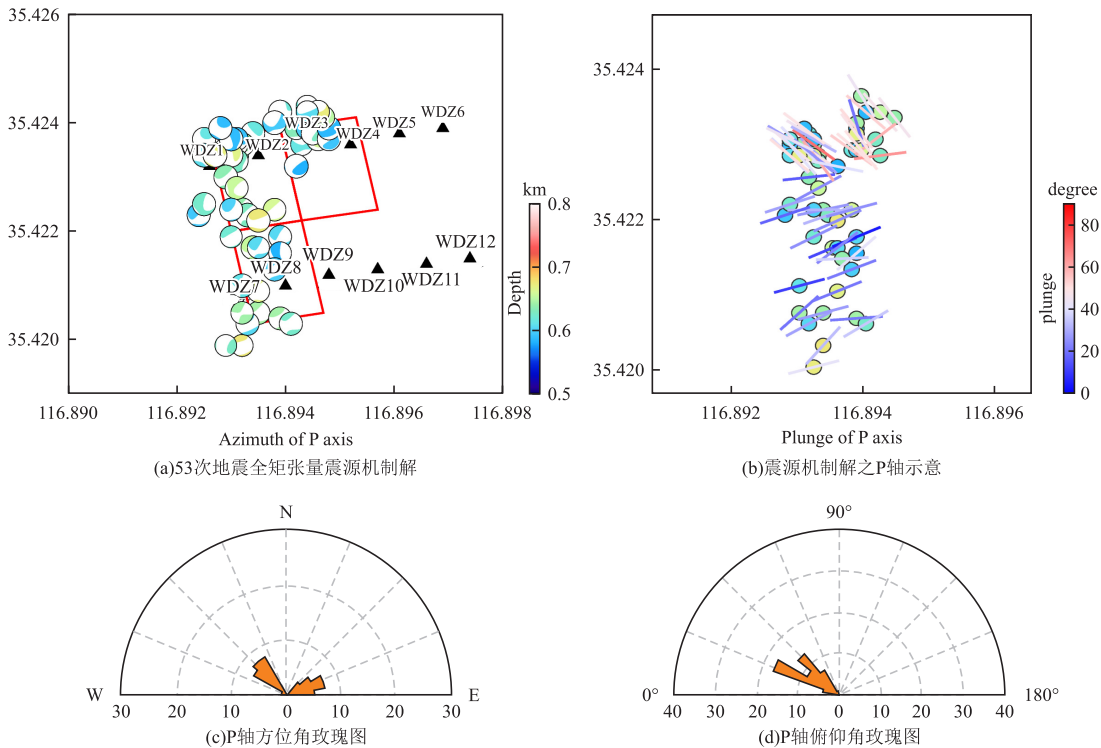 35.426
35.424
35.422
35.420
WDZ1
WDZ2
WDZ3
WDZ4
WDZ5
WDZ6
WDZ7
WDZ8
WDZ9
WDZ10
WDZ11
WDZ12
km
0.8
0.7
0.6
0.5
Depth
116.890 116.892 116.894 116.896 116.898
Azimuth of P axis
(a)53次地震全矩张量震源机制解
35.424
35.422
35.420
degree
80
60
40
20
0
plunge
116.892 116.894 116.896
Plunge of P axis
(b)震源机制解之P轴示意
N
W
E
30 20 10 0 10 20 30
(c)P轴方位角玫瑰图
90°
0°
180°
40 30 20 10 0 10 20 30 40
(d)P轴俯仰角玫瑰图